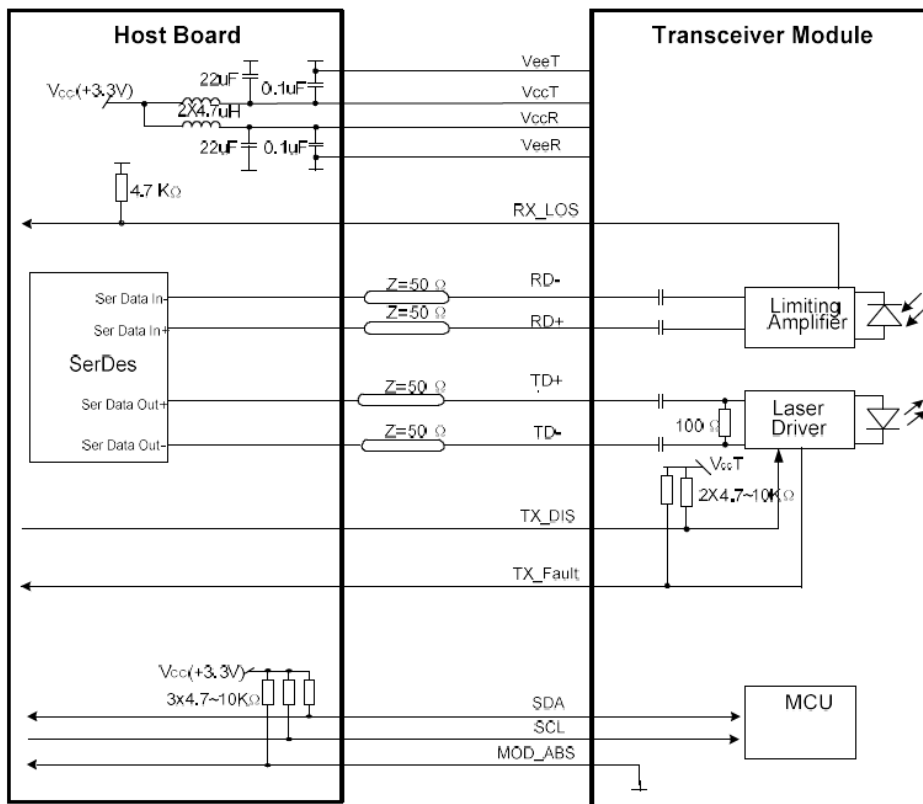 Host Board
Transceiver Module
VeeT
22uF
0.1uF
Vcc(+3.3V)
VccT
2X4.7uH
VccR
22uF
0.1uF
VeeR
4.7 KΩ
RX_LOS
Z=50 Ω
RD-
Ser Data In-
Z=50 Ω
RD+
Ser Data In+
Limiting
Amplifier
SerDes
Z=50 Ω
TD+
Ser Data Out+
100 Ω
Laser
Driver
Z=50 Ω
TD-
Ser Data Out-
VccT
2X4.7~10KΩ
TX_DIS
TX_Fault
Vcc(+3.3V)
3x4.7~10KΩ
SDA
MCU
SCL
MOD_ABS